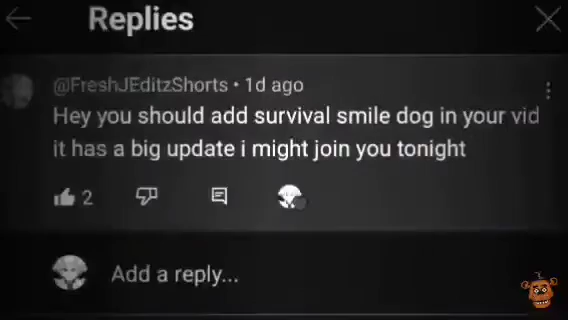 Replies
@FreshJEditzShorts • 1d ago
Hey you should add survival smile dog in your vid
it has a big update i might join you tonight
2
Add a reply...